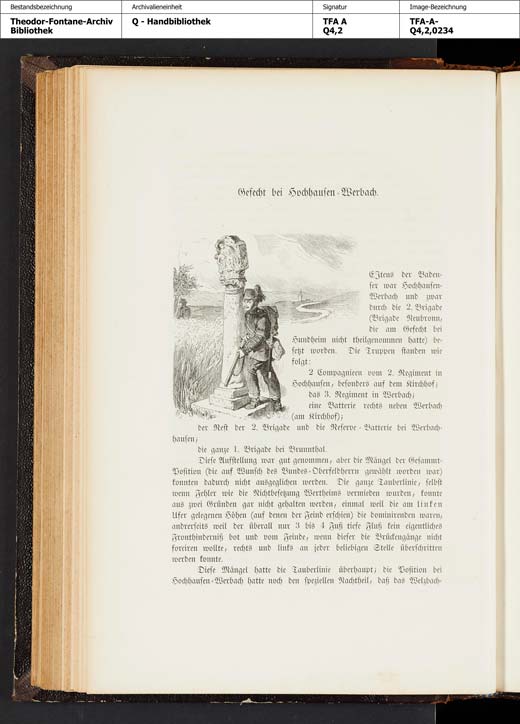 Bestandsbezeichnung Archivalieneinheit Signatur Image-Bezeichnung
Theodor-Fontane-Archiv Q - Handbibliothek TFA A TFA-A-
Bibliothek Q4,2 Q4,2,0234
Gefecht bei Hochhausen-Werbach.
der Baden-
ser war Hochhausen-
Werbach und zwar
durch die 2. Brigade
(Brigade Neubronn,
die am Gefecht bei
Hundheim nicht theilgenommen hatte) be-
setzt worden. Die Truppen standen wie
folgt:
2 Compagnieen vom 2. Regiment in
Hochhausen, besonders auf dem Kirchhof;
das 3. Regiment in Werbach;
eine Batterie rechts neben Werbach
(am Kirchhof);
der Rest der 2. Brigade und die Reserve-Batterie bei Werbach-
hausen;
die ganze 1. Brigade bei Brunnthal.
Diese Aufstellung war gut genommen, aber die Mängel der Gesammt-
Position (die auf Wunsch des Bundes-Oberfeldherrn gewählt worden war)
konnten dadurch nicht ausgeglichen werden. Die ganze Tauberlinie, selbst
wenn Fehler wie die Nichtbesetzung Wertheims vermieden wurden, konnte
aus zwei Gründen gar nicht gehalten werden, einmal weil die am linken
Ufer gelegenen Höhen (auf denen der Feind erschien) die dominirenden waren,
andrerseits weil der überall nur 3 bis 4 Fuß tiefe Fluß kein eigentliches
Fronthinderniß bot und vom Feinde, wenn dieser die Brückengänge nicht
forciren wollte, rechts und links an jeder beliebigen Stelle überschritten
werden konnte.
Diese Mängel hatte die Tauberlinie überhaupt; die Position bei
Hochhausen-Werbach hatte noch den speziellen Nachtheil, daß das Welzbach-